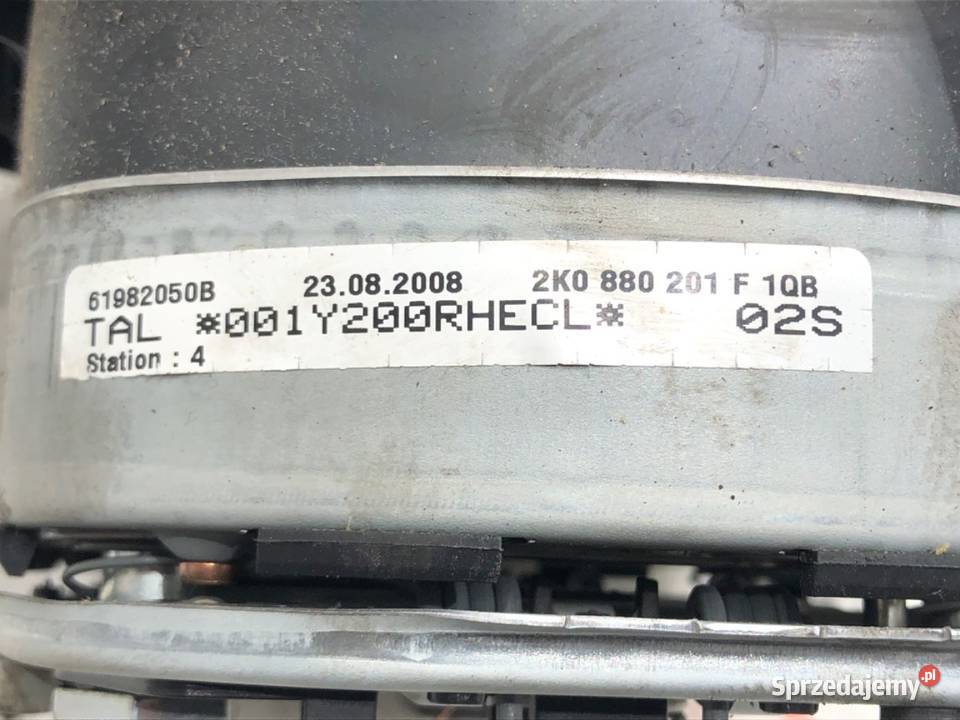 61982050B 23.08.2008 2K0 880 201 F 1QB
TAL *001Y200RHECL* 02S
Station : 4
Sprzedajemy.pl